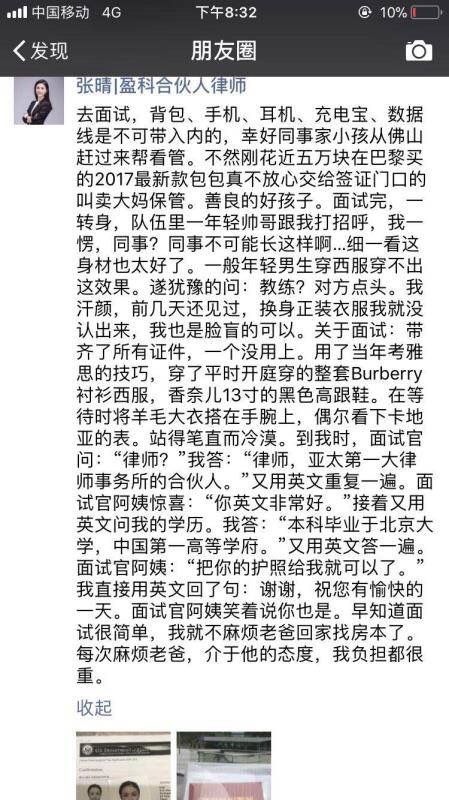 中国移动 4G 下午8:32 10%
发现 朋友圈
张晴|盈科合伙人律师
去面试，背包、手机、耳机、充电宝、数据
线是不可带入内的，幸好同事家小孩从佛山
赶过来帮看管。不然刚花近五万块在巴黎买
的2017最新款包包真不放心交给签证门口的
叫卖大妈保管。善良的好孩子。面试完，一
转身，队伍里一年轻帅哥跟我打招呼，我一
愣，同事？同事不可能长这样啊...细一看这
身材也太好了。一般年轻男生穿西服穿不出
这效果。遂犹豫的问：教练？对方点头。我
汗颜，前几天还见过，换身正装衣服我就没
认出来，我也是脸盲的可以。关于面试：带
齐了所有证件，一个没用上。用了当年考雅
思的技巧，穿了平时开庭穿的整套Burberry
衬衫西服，香奈儿13寸的黑色高跟鞋。在等
待时将羊毛大衣搭在手腕上，偶尔看下卡地
亚的表。站得笔直而冷漠。到我时，面试官
问：“律师？”我答：“律师，亚太第一大律
师事务所的合伙人。”又用英文重复一遍。面
试官阿姨惊喜：“你英文非常好。”接着又用
英文问我的学历。我答：“本科毕业于北京大
学，中国第一高等学府。”又用英文答一遍。
面试官阿姨：“把你的护照给我就可以了。”
我直接用英文回了句：谢谢，祝您有愉快的
一天。面试官阿姨笑着说你也是。早知道面
试很简单，我就不麻烦老爸回家找房本了。
每次麻烦老爸，介于他的态度，我负担都很
重。
收起